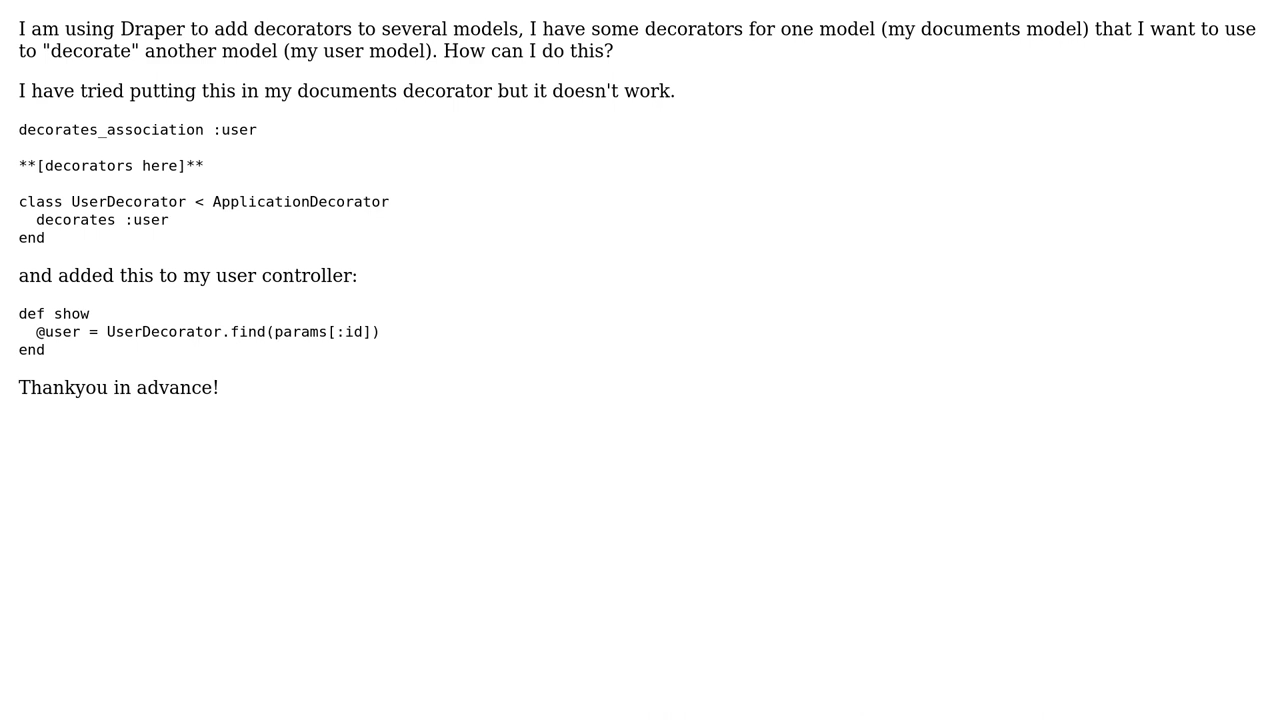 I am using Draper to add decorators to several models, I have some decorators for one model (my documents model) that I want to use
to "decorate" another model (my user model). How can I do this?
I have tried putting this in my documents decorator but it doesn't work.
decorates_association :user
**[decorators here]**
class UserDecorator < ApplicationDecorator
  decorates :user
end
and added this to my user controller:
def show
  @user = UserDecorator.find(params[:id])
end
Thankyou in advance!